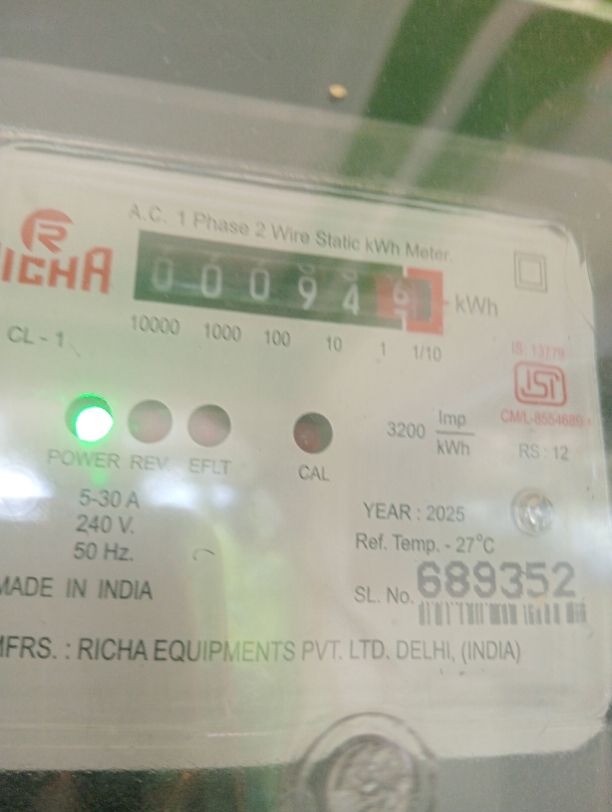 A.C. 1 Phase 2 Wire Static kWh Meter.
RICHA
0 0 0 9 4 6 kWh
10000 1000 100 10 1 1/10
CL - 1
IS: 13779
ISI
CM/L-8554689
3200 Imp/kWh
RS : 12
POWER REV. EFLT CAL
5-30 A
240 V.
50 Hz.
YEAR : 2025
Ref. Temp. - 27°C
MADE IN INDIA
SL. No. 689352
MFRS. : RICHA EQUIPMENTS PVT. LTD. DELHI, (INDIA)